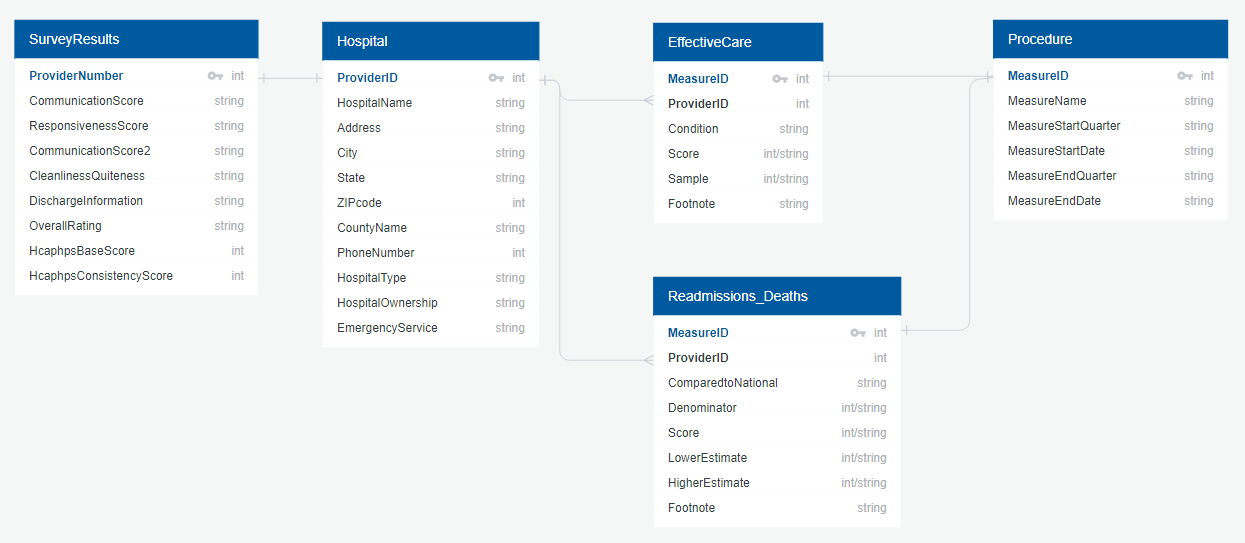 SurveyResults
ProviderNumber int
CommunicationScore string
ResponsivenessScore string
CommunicationScore2 string
CleanlinessQuiteness string
DischargeInformation string
OverallRating string
HcaphpsBaseScore int
HcaphpsConsistencyScore int
Hospital
ProviderID int
HospitalName string
Address string
City string
State string
ZIPcode int
CountyName string
PhoneNumber int
HospitalType string
HospitalOwnership string
EmergencyService string
EffectiveCare
MeasureID int
ProviderID int
Condition string
Score int/string
Sample int/string
Footnote string
Readmissions_Deaths
MeasureID int
ProviderID int
ComparedtoNational string
Denominator int/string
Score int/string
LowerEstimate int/string
HigherEstimate int/string
Footnote string
Procedure
MeasureID int
MeasureName string
MeasureStartQuarter string
MeasureStartDate string
MeasureEndQuarter string
MeasureEndDate string